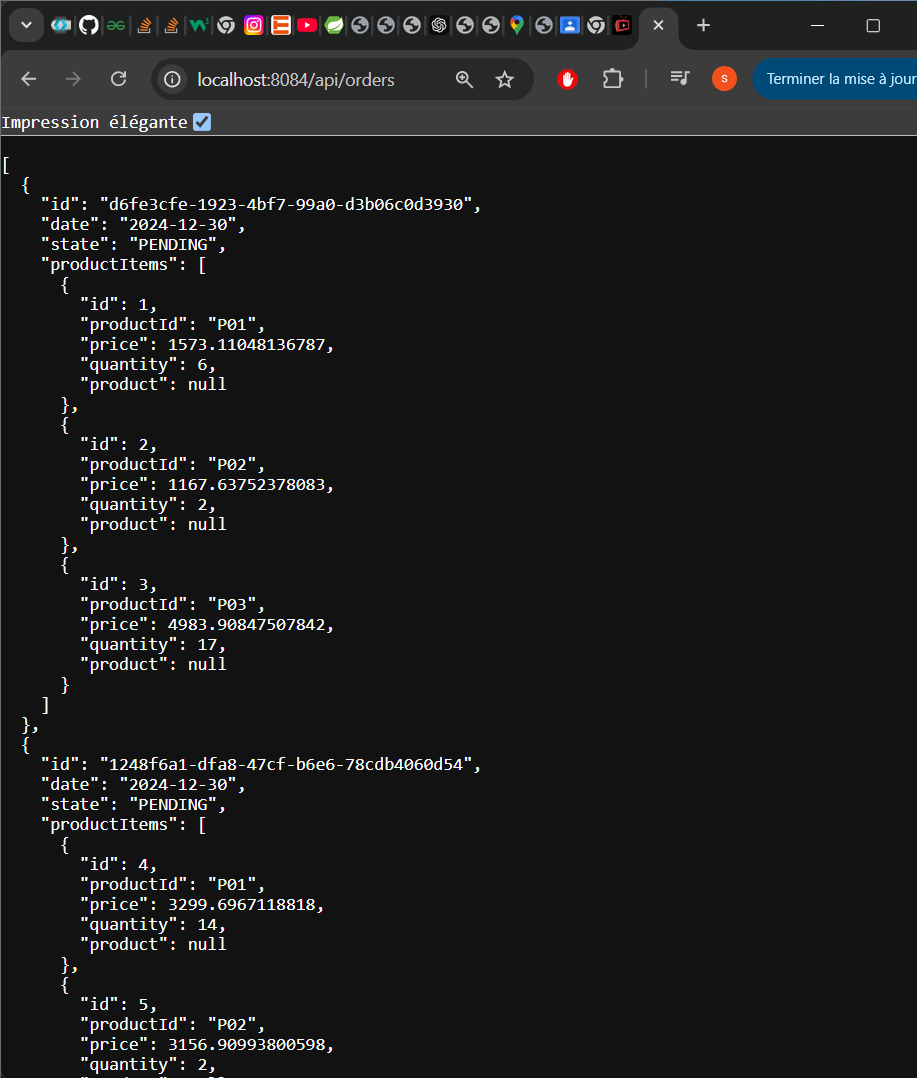 localhost:8084/api/orders
S
Terminer la mise à jour
Impression élégante
[
  {
    "id": "d6fe3cfe-1923-4bf7-99a0-d3b06c0d3930",
    "date": "2024-12-30",
    "state": "PENDING",
    "productItems": [
      {
        "id": 1,
        "productId": "P01",
        "price": 1573.11048136787,
        "quantity": 6,
        "product": null
      },
      {
        "id": 2,
        "productId": "P02",
        "price": 1167.63752378083,
        "quantity": 2,
        "product": null
      },
      {
        "id": 3,
        "productId": "P03",
        "price": 4983.90847507842,
        "quantity": 17,
        "product": null
      }
    ]
  },
  {
    "id": "1248f6a1-dfa8-47cf-b6e6-78cdb4060d54",
    "date": "2024-12-30",
    "state": "PENDING",
    "productItems": [
      {
        "id": 4,
        "productId": "P01",
        "price": 3299.6967118818,
        "quantity": 14,
        "product": null
      },
      {
        "id": 5,
        "productId": "P02",
        "price": 3156.90993800598,
        "quantity": 2,